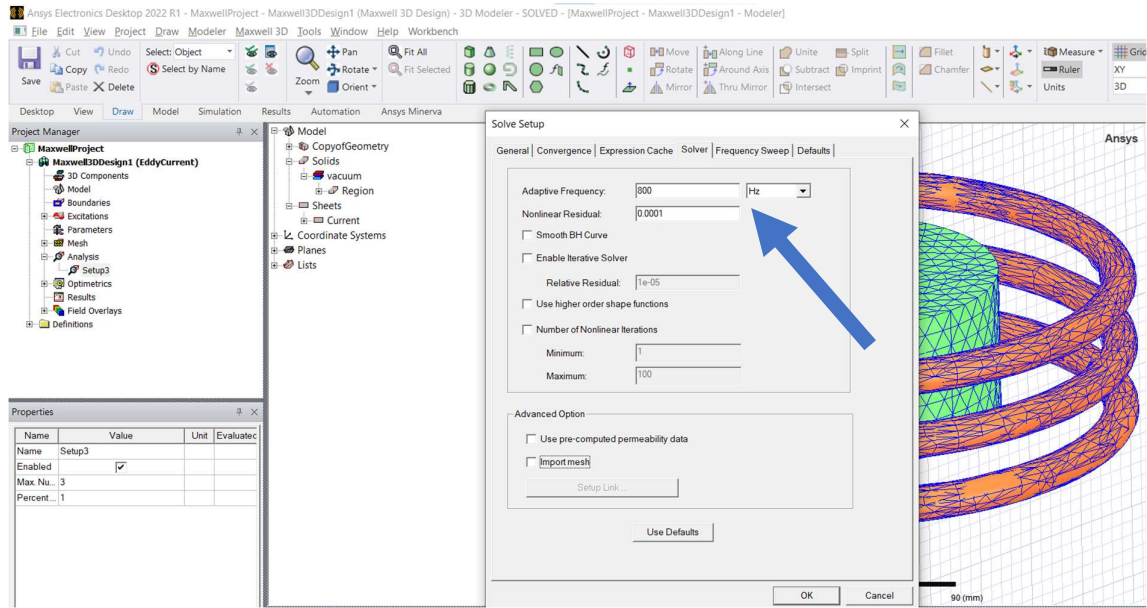 Ansys Electronics Desktop 2022 R1 - MaxwellProject - Maxwell3DDesign1 (Maxwell 3D Design) - 3D Modeler - SOLVED - [MaxwellProject - Maxwell3DDesign1 - Modeler]
File Edit View Project Draw Modeler Maxwell 3D Tools Window Help Workbench
Save
Cut Undo
Copy Redo
Paste Delete
Select: Object
Select by Name
Zoom
Pan
Rotate
Orient
Fit All
Fit Selected
Move Along Line Unite Split
Rotate Around Axis Subtract Imprint
Mirror Thru Mirror Intersect
Fillet
Chamfer
Measure
Ruler
Units
Grid
XY
3D
Desktop View Draw Model Simulation Results Automation Ansys Minerva
Project Manager
MaxwellProject
Maxwell3DDesign1 (EddyCurrent)
3D Components
Model
Boundaries
Excitations
Parameters
Mesh
Analysis
Setup3
Optimetrics
Results
Field Overlays
Definitions
Properties
Name Value Unit Evaluatec
Name Setup3
Enabled
Max. Nu... 3
Percent... 1
Model
CopyofGeometry
Solids
vacuum
Region
Sheets
Current
Coordinate Systems
Planes
Lists
Solve Setup
General Convergence Expression Cache Solver Frequency Sweep Defaults
Adaptive Frequency: 800 Hz
Nonlinear Residual: 0.0001
Smooth BH Curve
Enable Iterative Solver
Relative Residual: 1e-05
Use higher order shape functions
Number of Nonlinear Iterations
Minimum: 1
Maximum: 100
Advanced Option
Use pre-computed permeability data
Import mesh
Setup Link ...
Use Defaults
OK Cancel
Ansys
90 (mm)